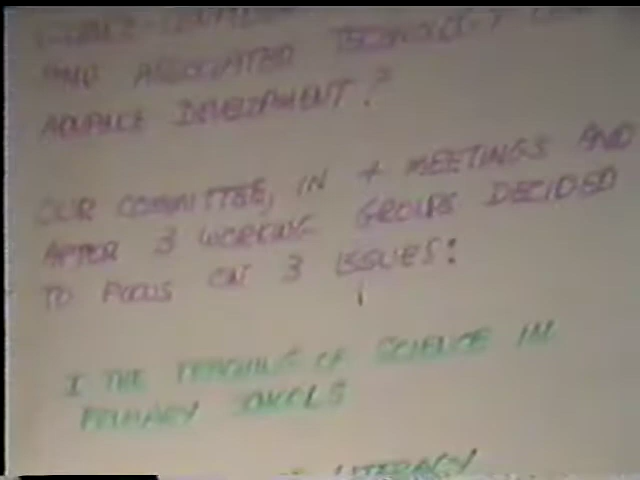 AND ASSOCIATED TECHNOLOGY
ADVANCE DEVELOPMENT?
OUR COMMITTEE, IN 4 MEETINGS AND
AFTER 3 WORKING GROUPS DECIDED
TO FOCUS ON 3 ISSUES:
I THE TEACHING OF SCIENCE IN
PRIMARY SCHOOLS
LITERACY